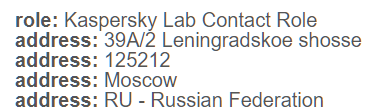 role: Kaspersky Lab Contact Role
address: 39A/2 Leningradskoe shosse
address: 125212
address: Moscow
address: RU - Russian Federation